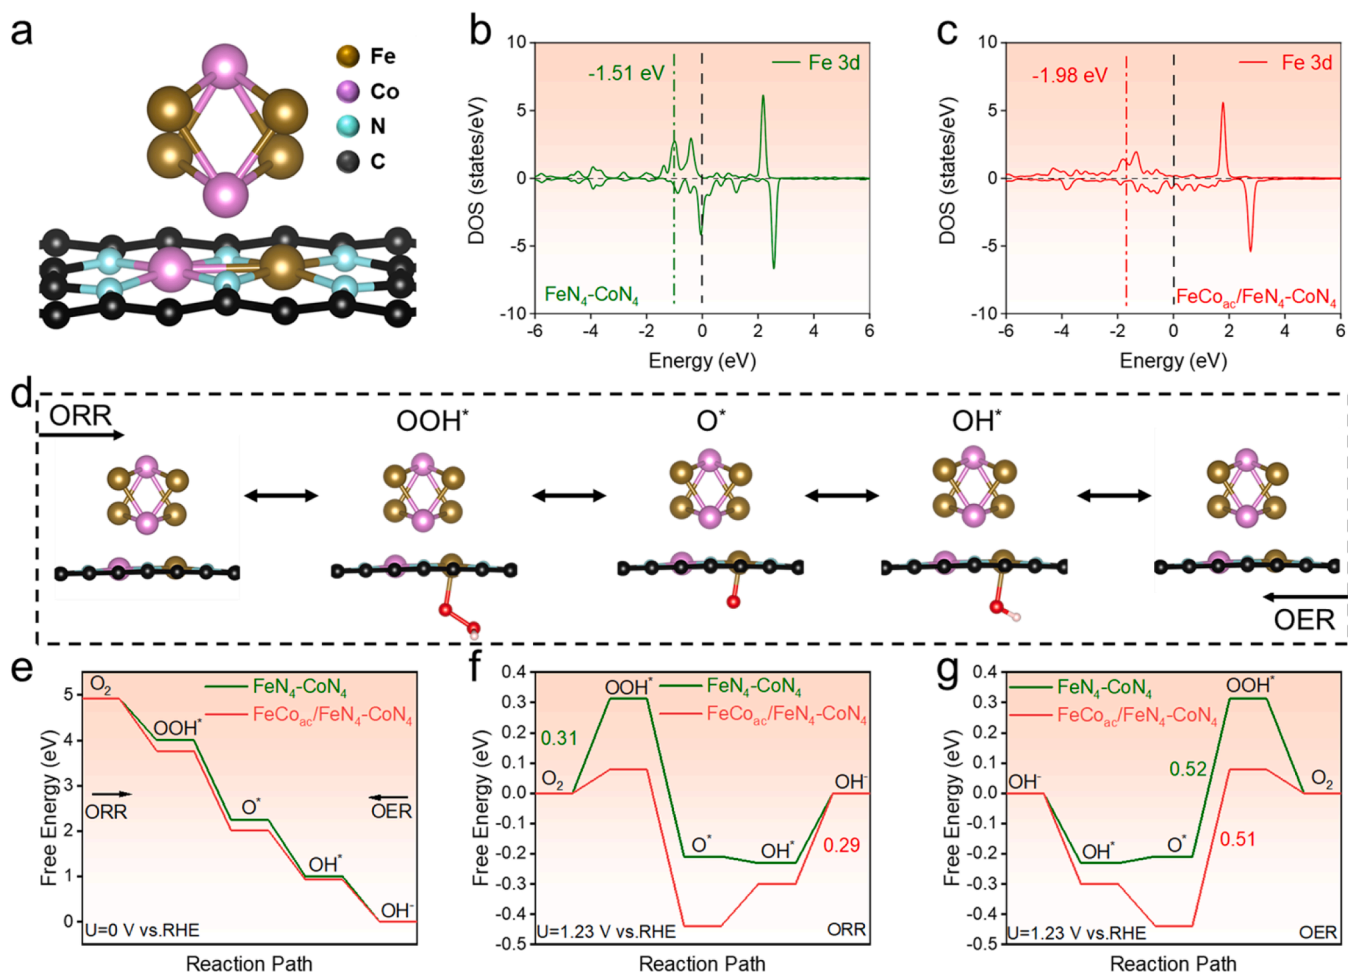 a
Fe
Co
N
C
b
10
5
0
-5
-10
DOS (states/eV)
-1.51 eV
Fe 3d
FeN₄-CoN₄
-6 -4 -2 0 2 4 6
Energy (eV)
c
10
5
0
-5
-10
DOS (states/eV)
-1.98 eV
Fe 3d
FeCoₐc/FeN₄-CoN₄
-6 -4 -2 0 2 4 6
Energy (eV)
d
ORR
OOH*
O*
OH*
OER
e
5
4
3
2
1
0
Free Energy (eV)
O₂
FeN₄-CoN₄
FeCoₐc/FeN₄-CoN₄
OOH*
ORR
O*
OER
OH*
OH⁻
U=0 V vs.RHE
Reaction Path
f
0.4
0.3
0.2
0.1
0.0
-0.1
-0.2
-0.3
-0.4
-0.5
Free Energy (eV)
OOH*
FeN₄-CoN₄
FeCoₐc/FeN₄-CoN₄
0.31
O₂
OH⁻
O*
OH*
0.29
U=1.23 V vs.RHE
ORR
Reaction Path
g
0.4
0.3
0.2
0.1
0.0
-0.1
-0.2
-0.3
-0.4
-0.5
Free Energy (eV)
FeN₄-CoN₄
OOH*
FeCoₐc/FeN₄-CoN₄
0.52
OH⁻
O₂
OH*
O*
0.51
U=1.23 V vs.RHE
OER
Reaction Path